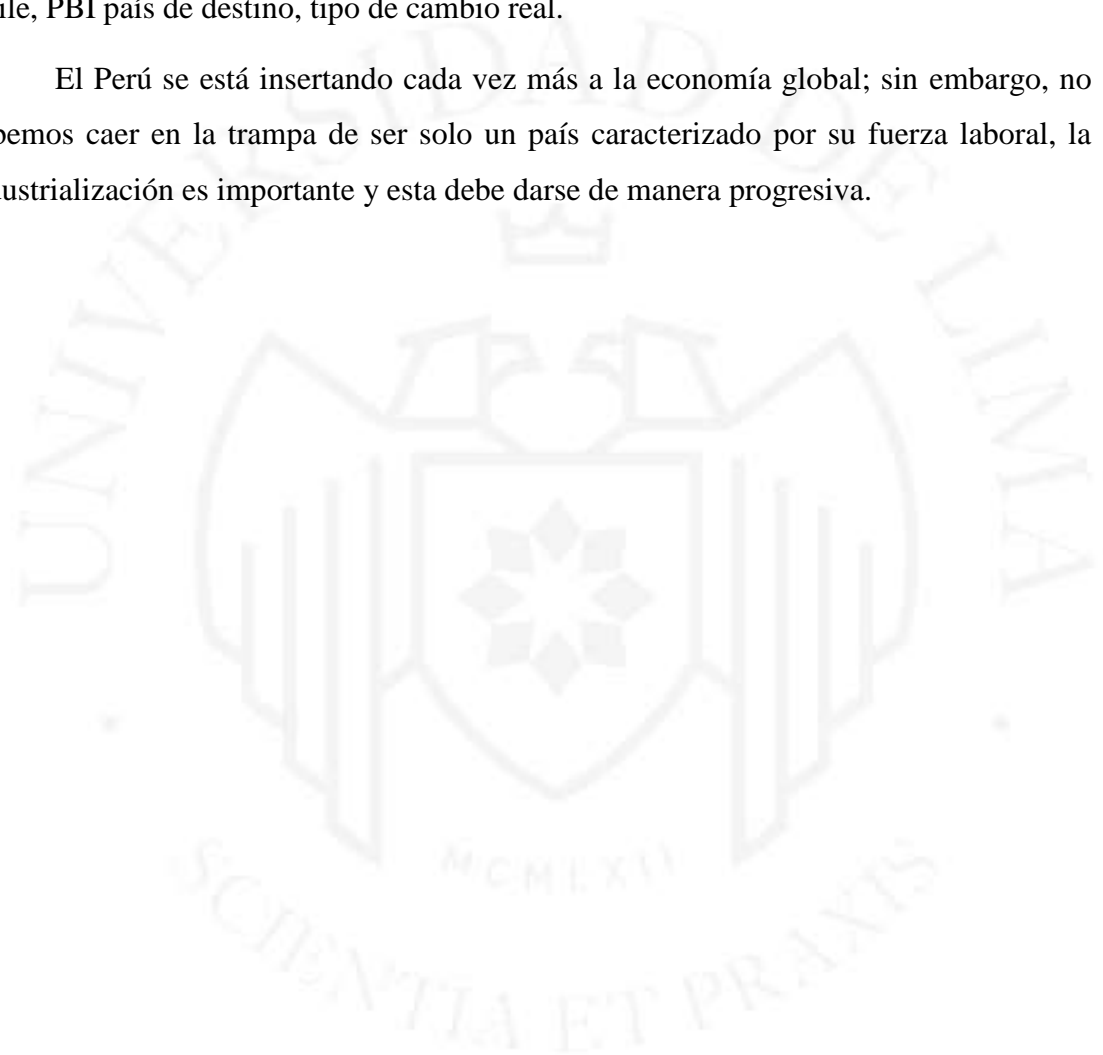 ile, PBI país de destino, tipo de cambio real.
El Perú se está insertando cada vez más a la economía global; sin embargo, no
bemos caer en la trampa de ser solo un país caracterizado por su fuerza laboral, la
dustrialización es importante y esta debe darse de manera progresiva.
UNIVERSIDAD DE LIMA
MCMLXII
SCIENTIA ET PRAXIS